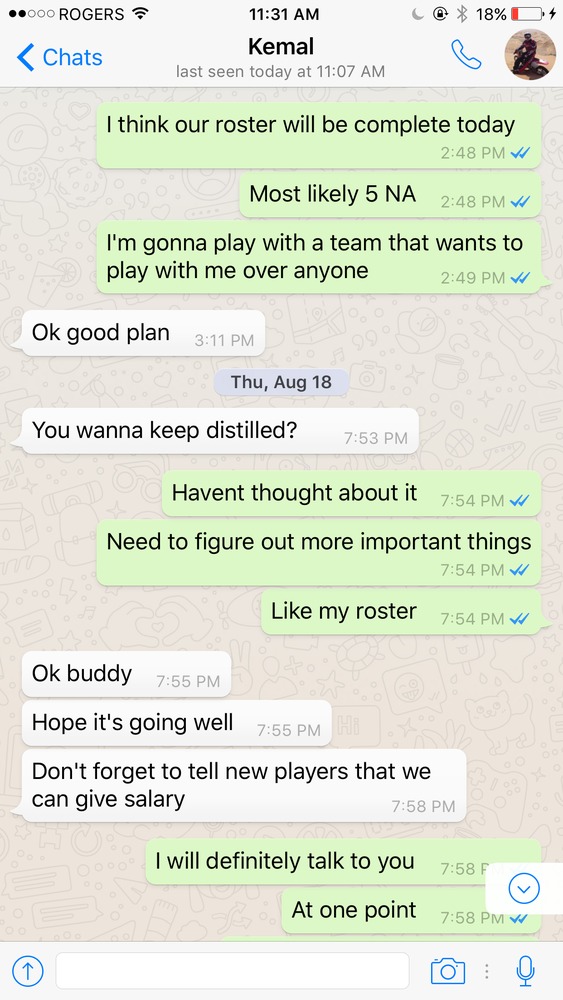 ROGERS 11:31 AM 18%
Chats
Kemal
last seen today at 11:07 AM
I think our roster will be complete today
2:48 PM
Most likely 5 NA 2:48 PM
I'm gonna play with a team that wants to
play with me over anyone 2:49 PM
Ok good plan 3:11 PM
Thu, Aug 18
You wanna keep distilled? 7:53 PM
Havent thought about it 7:54 PM
Need to figure out more important things
7:54 PM
Like my roster 7:54 PM
Ok buddy 7:55 PM
Hope it's going well 7:55 PM
Don't forget to tell new players that we
can give salary 7:58 PM
I will definitely talk to you 7:58 P
At one point 7:58 PM